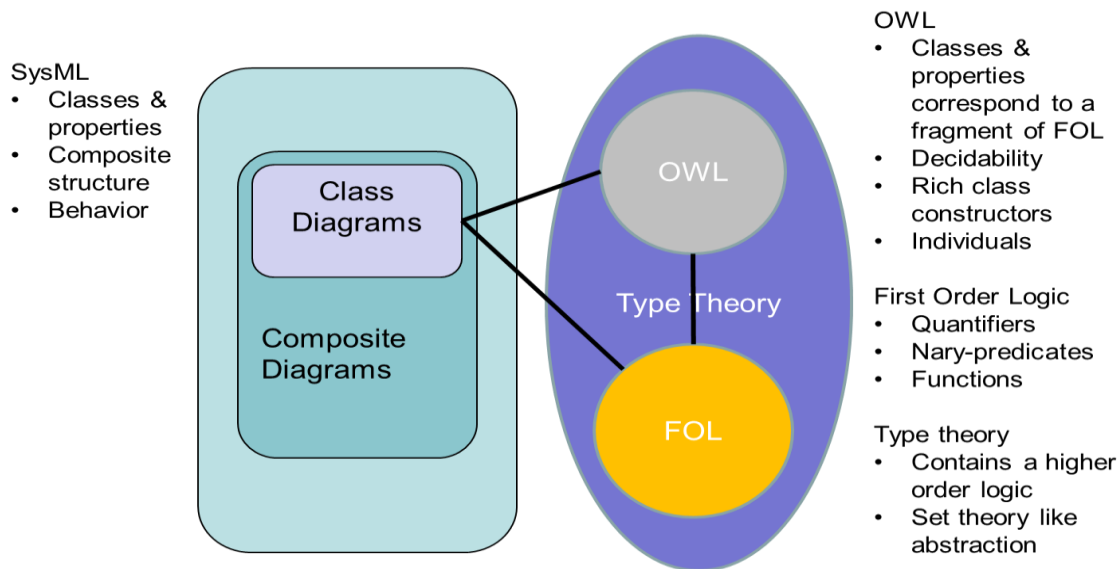 SysML
• Classes &
properties
• Composite
structure
• Behavior
Class
Diagrams
Composite
Diagrams
OWL
Type Theory
FOL
OWL
• Classes &
properties
correspond to a
fragment of FOL
• Decidability
• Rich class
constructors
• Individuals
First Order Logic
• Quantifiers
• Nary-predicates
• Functions
Type theory
• Contains a higher
order logic
• Set theory like
abstraction